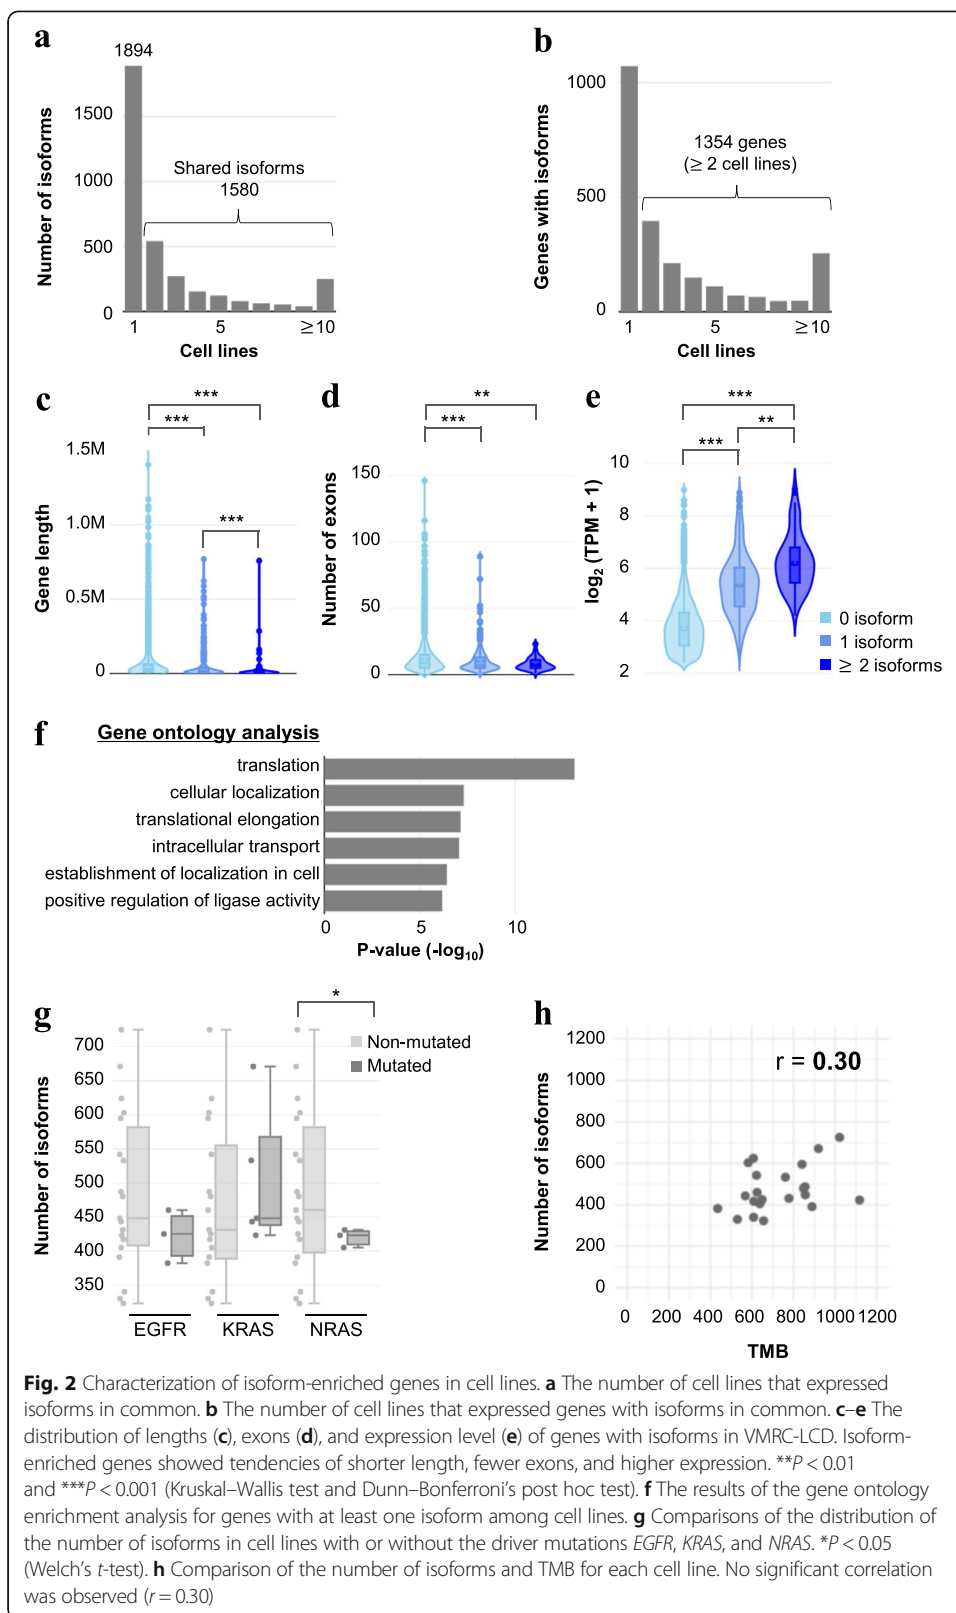 a
1894
Number of isoforms
1500
1000
500
0
Shared isoforms
1580
1
5
≥ 10
Cell lines
b
Genes with isoforms
1000
500
0
1354 genes
(≥ 2 cell lines)
1
5
≥ 10
Cell lines
c
***
***
***
Gene length
1.5M
1.0M
0.5M
0
d
**
***
Number of exons
150
100
50
0
e
***
**
***
log2 (TPM + 1)
10
8
6
4
2
0 isoform
1 isoform
≥ 2 isoforms
f
Gene ontology analysis
translation
cellular localization
translational elongation
intracellular transport
establishment of localization in cell
positive regulation of ligase activity
0
5
10
P-value (-log10)
g
*
Non-mutated
Mutated
Number of isoforms
700
650
600
550
500
450
400
350
EGFR
KRAS
NRAS
h
r = 0.30
Number of isoforms
1200
1000
800
600
400
200
0
0 200 400 600 800 1000 1200
TMB
Fig. 2 Characterization of isoform-enriched genes in cell lines. a The number of cell lines that expressed
isoforms in common. b The number of cell lines that expressed genes with isoforms in common. c–e The
distribution of lengths (c), exons (d), and expression level (e) of genes with isoforms in VMRC-LCD. Isoform-
enriched genes showed tendencies of shorter length, fewer exons, and higher expression. **P < 0.01
and ***P < 0.001 (Kruskal–Wallis test and Dunn–Bonferroni's post hoc test). f The results of the gene ontology
enrichment analysis for genes with at least one isoform among cell lines. g Comparisons of the distribution of
the number of isoforms in cell lines with or without the driver mutations EGFR, KRAS, and NRAS. *P < 0.05
(Welch's t-test). h Comparison of the number of isoforms and TMB for each cell line. No significant correlation
was observed (r = 0.30)